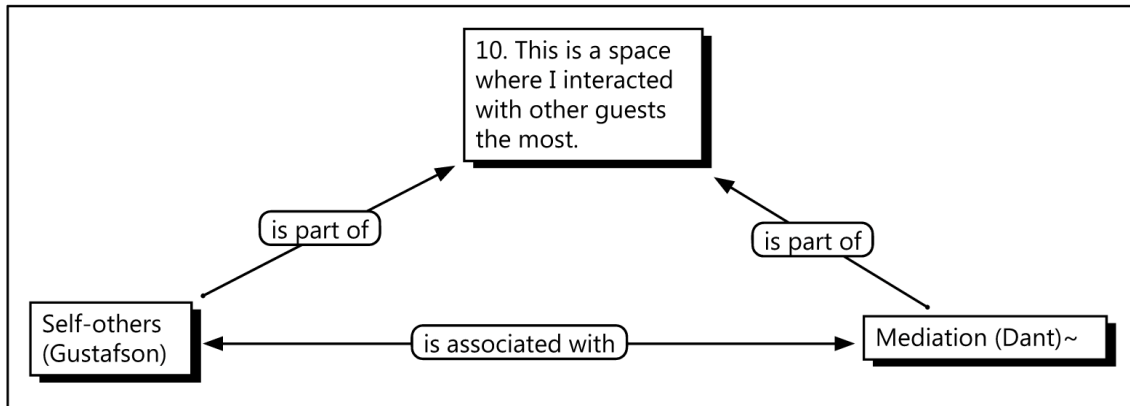 10. This is a space
where I interacted
with other guests
the most.
is part of
is part of
Self-others
(Gustafson)
is associated with
Mediation (Dant)~